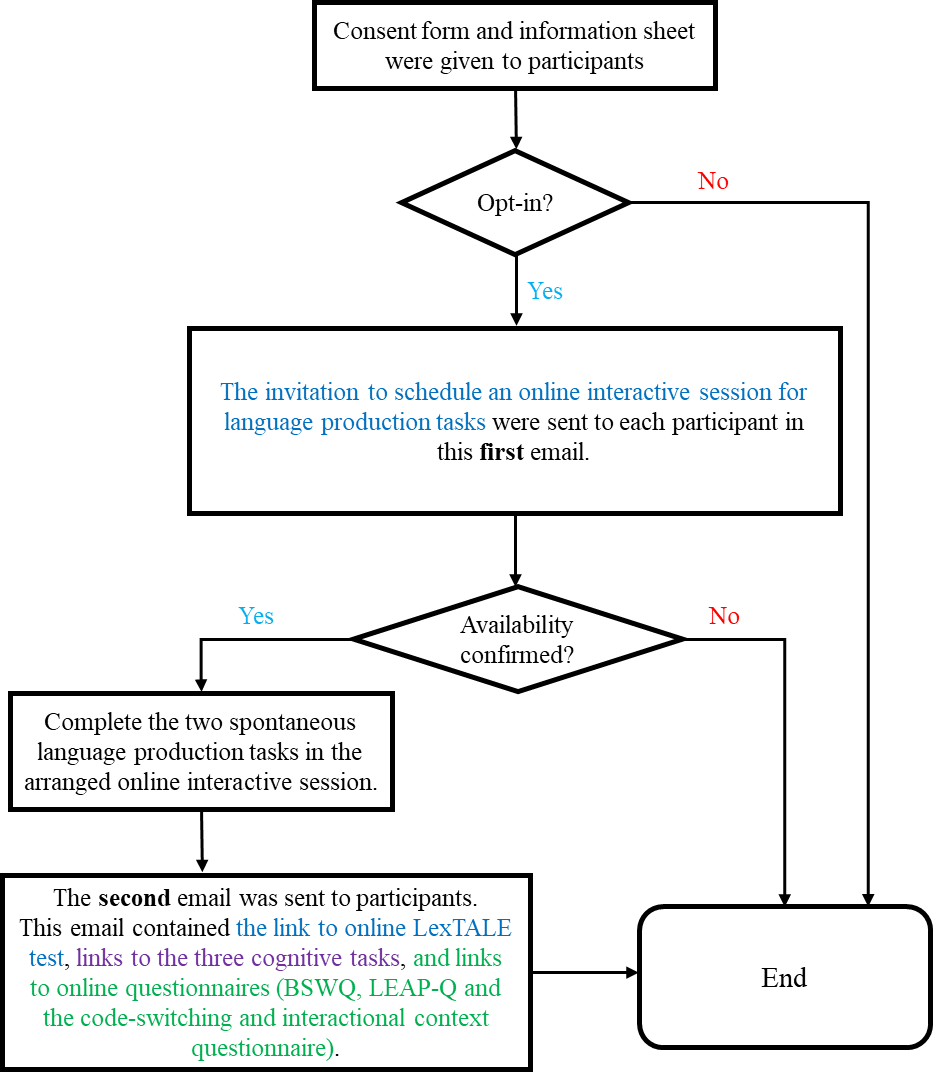 Consent form and information sheet
were given to participants
Opt-in?
No
Yes
The invitation to schedule an online interactive session for
language production tasks were sent to each participant in
this first email.
Yes
Availability
confirmed?
No
Complete the two spontaneous
language production tasks in the
arranged online interactive session.
The second email was sent to participants.
This email contained the link to online LexTALE
test, links to the three cognitive tasks, and links
to online questionnaires (BSWQ, LEAP-Q and
the code-switching and interactional context
questionnaire).
End